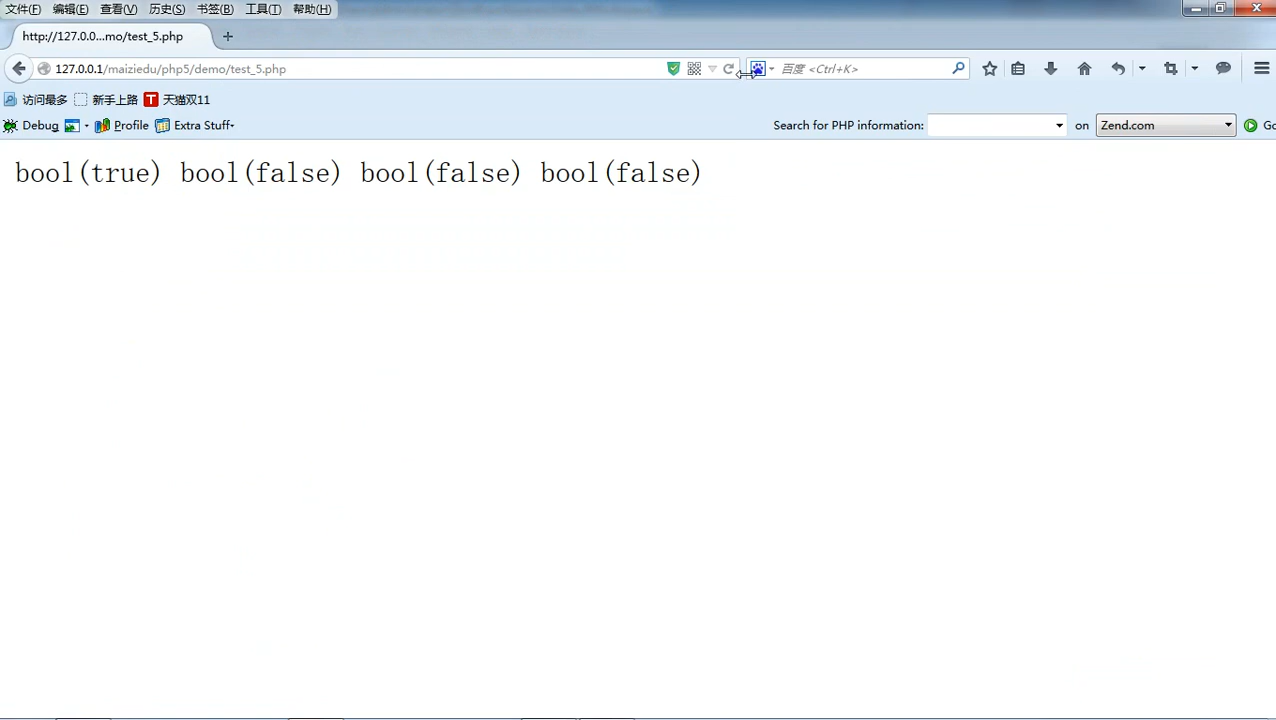 文件(F) 编辑(E) 查看(V) 历史(S) 书签(B) 工具(T) 帮助(H)
http://127.0.0...mo/test_5.php
127.0.0.1/maiziedu/php5/demo/test_5.php 百度 <Ctrl+K>
访问最多 新手上路 T 天猫双11
Debug Profile Extra Stuff Search for PHP information: on Zend.com Go
bool(true) bool(false) bool(false) bool(false)